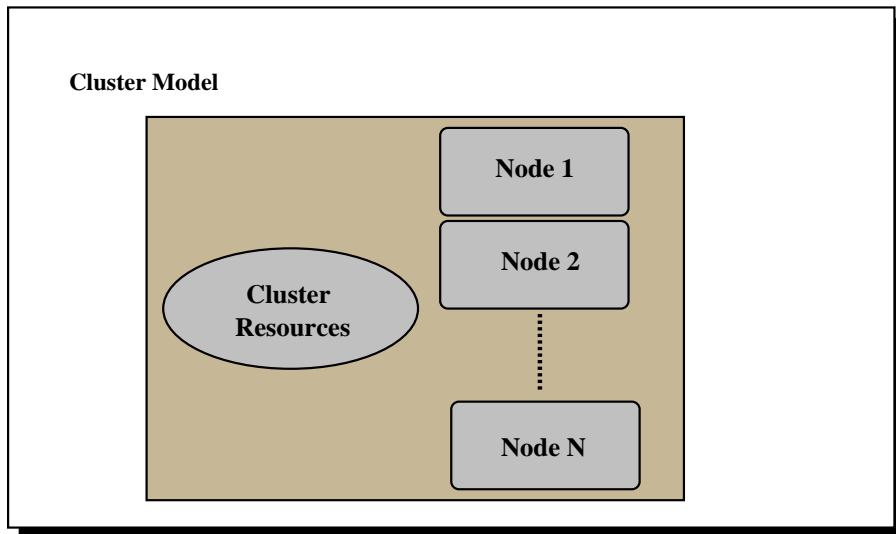 Cluster Model
Node 1
Node 2
Cluster
Resources
Node N